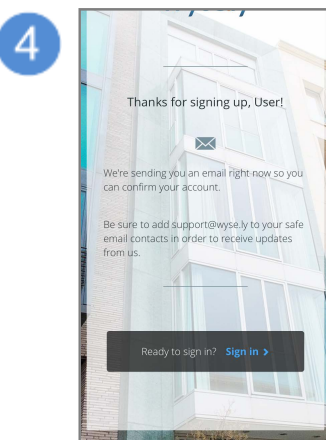 4
Thanks for signing up, User!
We're sending you an email right now so you
can confirm your account.
Be sure to add support@wyse.ly to your safe
email contacts in order to receive updates
from us.
Ready to sign in? Sign in >